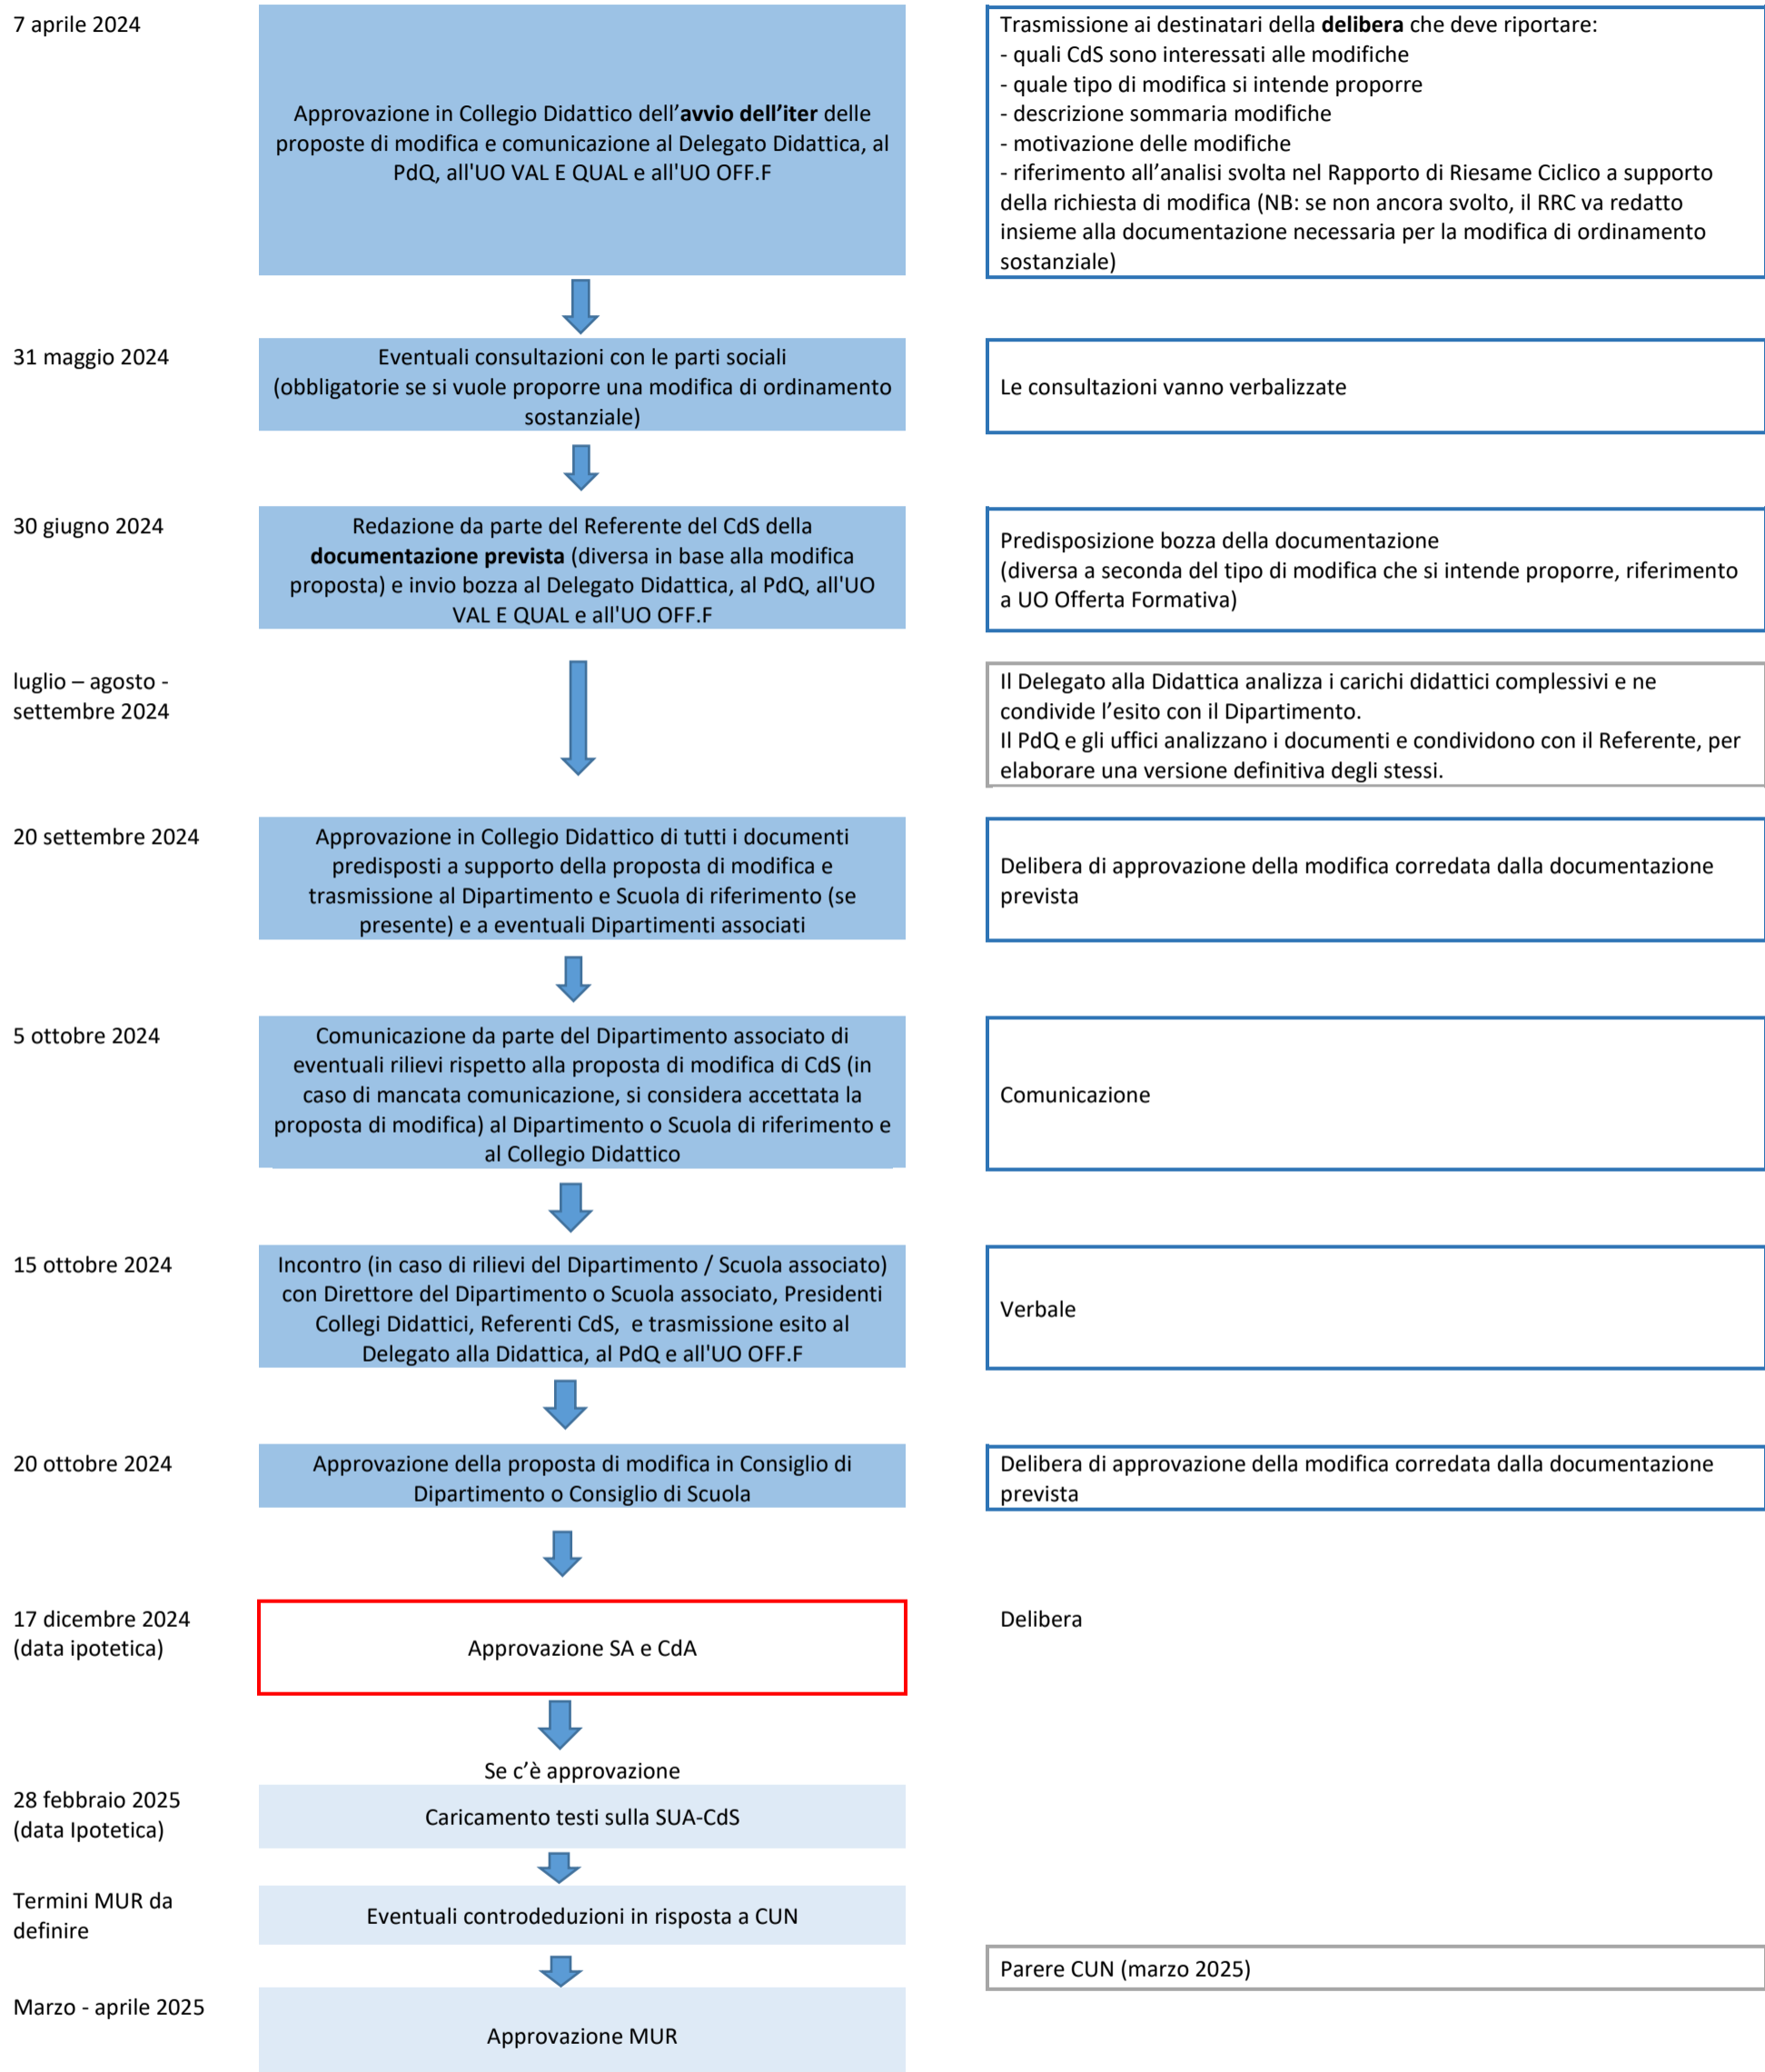 7 aprile 2024
Approvazione in Collegio Didattico dell’avvio dell’iter delle
proposte di modifica e comunicazione al Delegato Didattica, al
PdQ, all'UO VAL E QUAL e all'UO OFF.F
Trasmissione ai destinatari della delibera che deve riportare:
- quali CdS sono interessati alle modifiche
- quale tipo di modifica si intende proporre
- descrizione sommaria modifiche
- motivazione delle modifiche
- riferimento all’analisi svolta nel Rapporto di Riesame Ciclico a supporto
della richiesta di modifica (NB: se non ancora svolto, il RRC va redatto
insieme alla documentazione necessaria per la modifica di ordinamento
sostanziale)
31 maggio 2024
Eventuali consultazioni con le parti sociali
(obbligatorie se si vuole proporre una modifica di ordinamento
sostanziale)
Le consultazioni vanno verbalizzate
30 giugno 2024
Redazione da parte del Referente del CdS della
documentazione prevista (diversa in base alla modifica
proposta) e invio bozza al Delegato Didattica, al PdQ, all'UO
VAL E QUAL e all'UO OFF.F
Predisposizione bozza della documentazione
(diversa a seconda del tipo di modifica che si intende proporre, riferimento
a UO Offerta Formativa)
luglio – agosto -
settembre 2024
Il Delegato alla Didattica analizza i carichi didattici complessivi e ne
condivide l’esito con il Dipartimento.
Il PdQ e gli uffici analizzano i documenti e condividono con il Referente, per
elaborare una versione definitiva degli stessi.
20 settembre 2024
Approvazione in Collegio Didattico di tutti i documenti
predisposti a supporto della proposta di modifica e
trasmissione al Dipartimento e Scuola di riferimento (se
presente) e a eventuali Dipartimenti associati
Delibera di approvazione della modifica corredata dalla documentazione
prevista
5 ottobre 2024
Comunicazione da parte del Dipartimento associato di
eventuali rilievi rispetto alla proposta di modifica di CdS (in
caso di mancata comunicazione, si considera accettata la
proposta di modifica) al Dipartimento o Scuola di riferimento e
al Collegio Didattico
Comunicazione
15 ottobre 2024
Incontro (in caso di rilievi del Dipartimento / Scuola associato)
con Direttore del Dipartimento o Scuola associato, Presidenti
Collegi Didattici, Referenti CdS,  e trasmissione esito al
Delegato alla Didattica, al PdQ e all'UO OFF.F
Verbale
20 ottobre 2024
Approvazione della proposta di modifica in Consiglio di
Dipartimento o Consiglio di Scuola
Delibera di approvazione della modifica corredata dalla documentazione
prevista
17 dicembre 2024
(data ipotetica)
Approvazione SA e CdA
Delibera
Se c’è approvazione
28 febbraio 2025
(data Ipotetica)
Caricamento testi sulla SUA-CdS
Termini MUR da
definire
Eventuali controdeduzioni in risposta a CUN
Parere CUN (marzo 2025)
Marzo - aprile 2025
Approvazione MUR